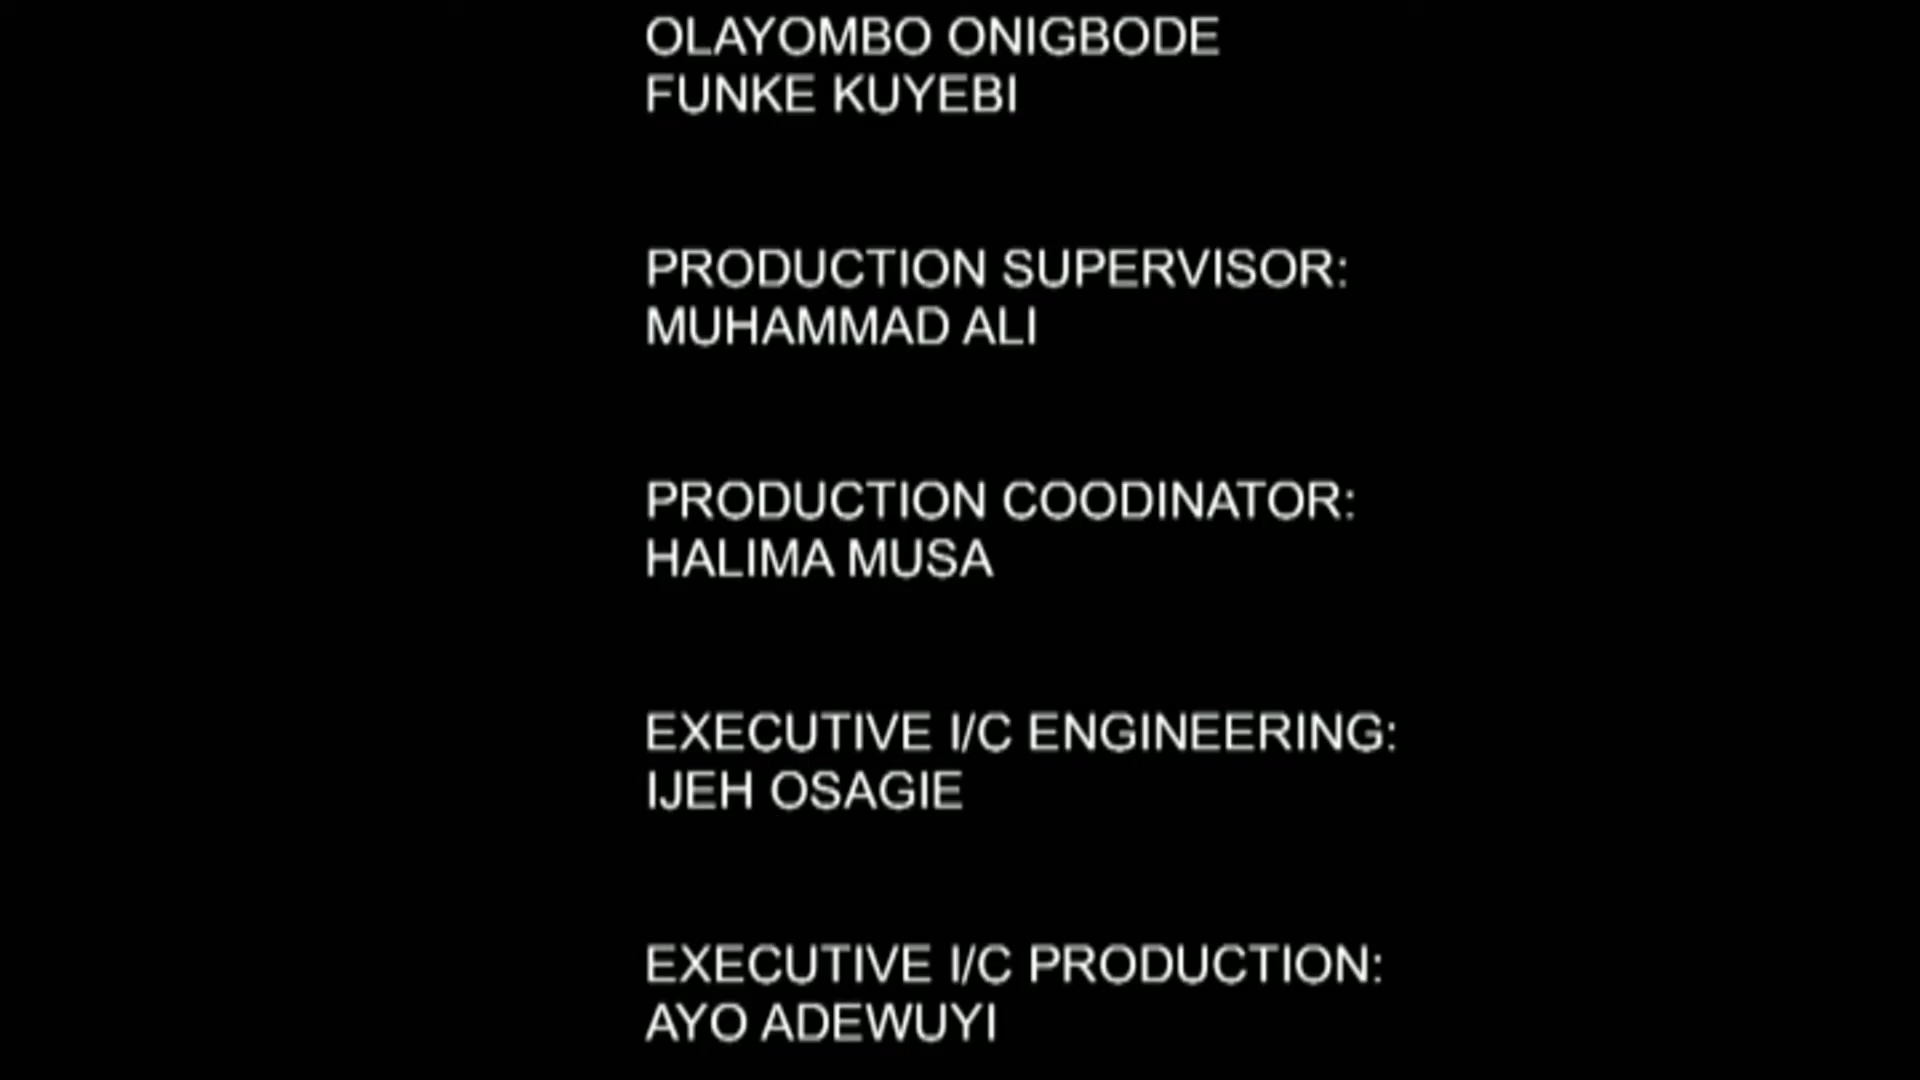 OLAYOMBO ONIGBODE
FUNKE KUYEBI
PRODUCTION SUPERVISOR:
MUHAMMAD ALI
PRODUCTION COODINATOR:
HALIMA MUSA
EXECUTIVE I/C ENGINEERING:
IJEH OSAGIE
EXECUTIVE I/C PRODUCTION:
AYO ADEWUYI